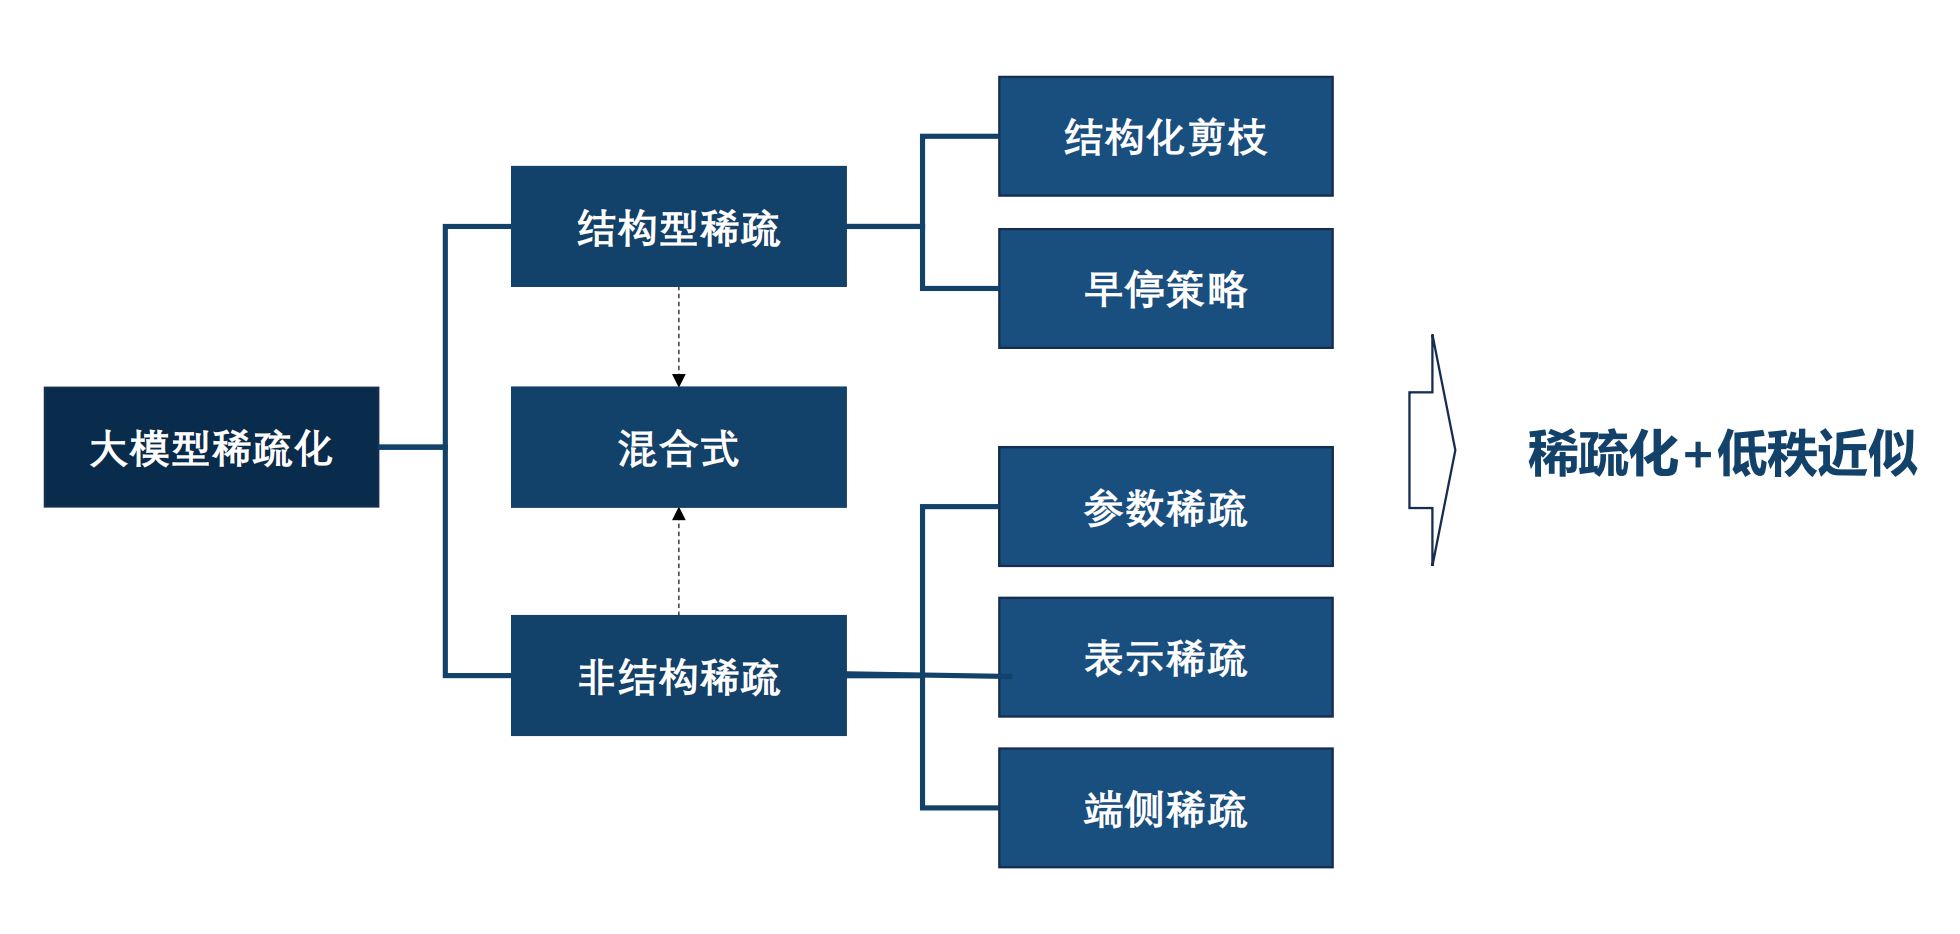 大模型稀疏化
结构型稀疏
混合式
非结构稀疏
结构化剪枝
早停策略
参数稀疏
表示稀疏
端侧稀疏
稀疏化+低秩近似